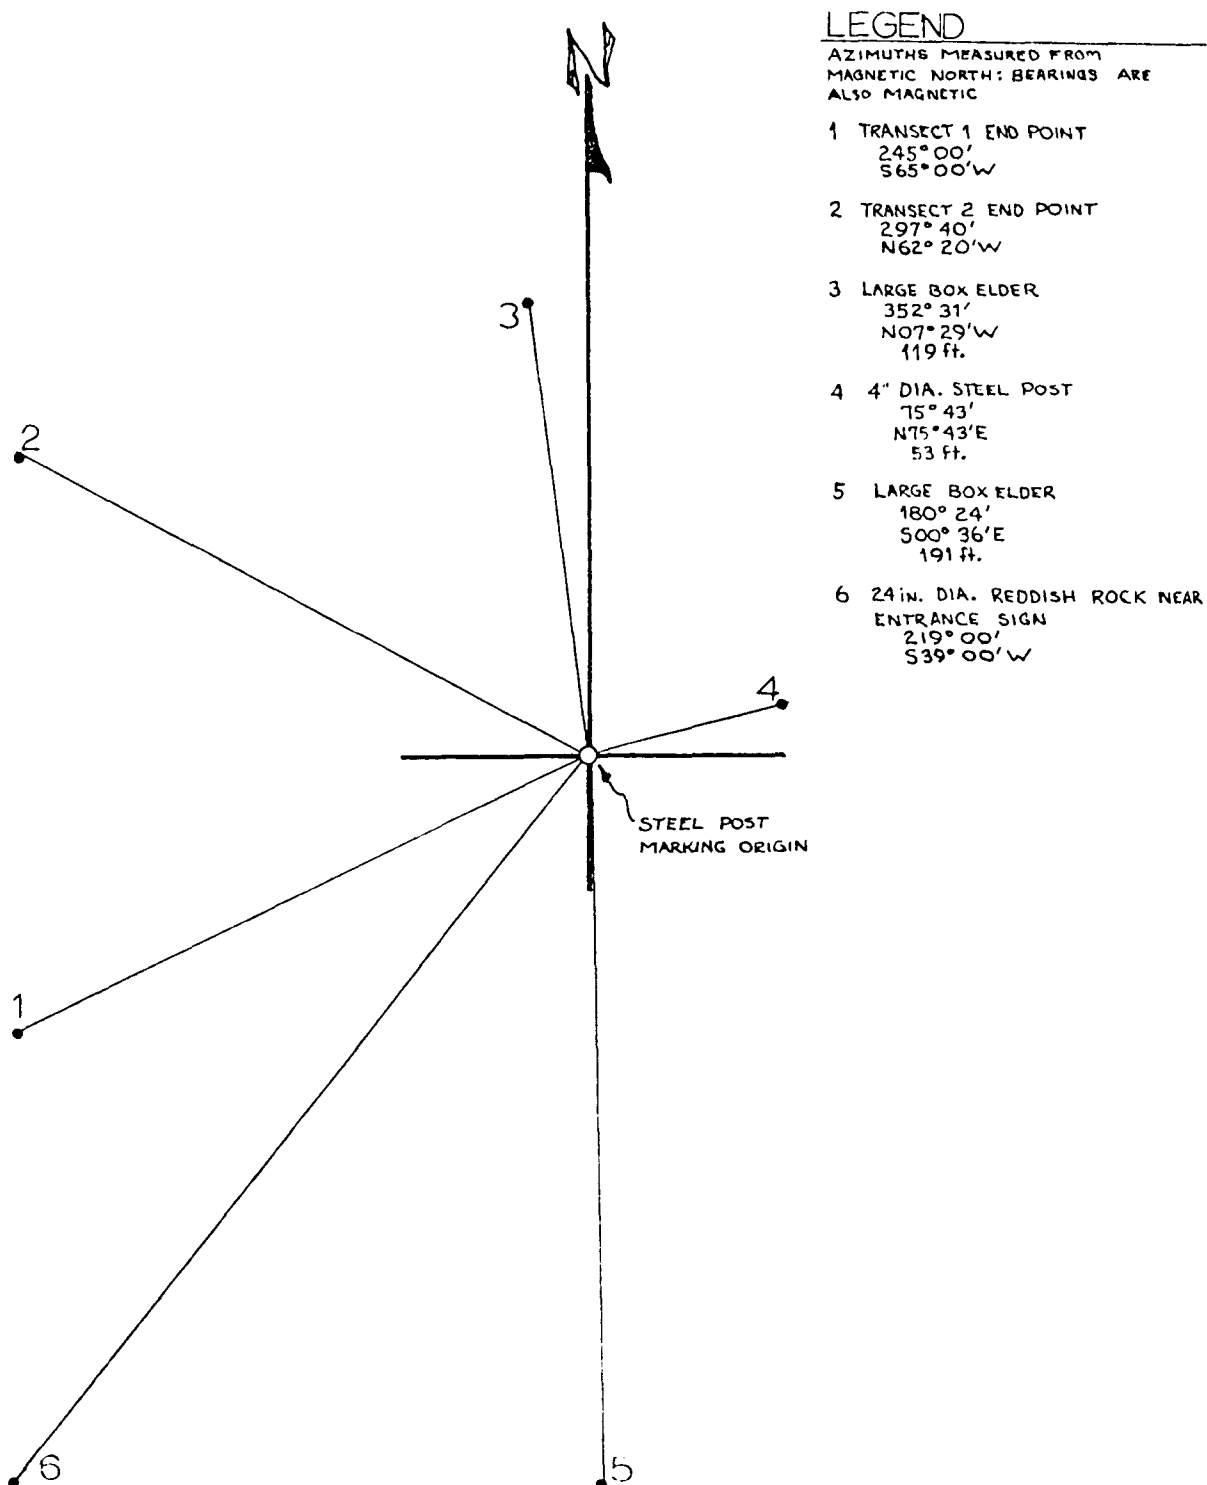 N
LEGEND
AZIMUTHS MEASURED FROM
MAGNETIC NORTH: BEARINGS ARE
ALSO MAGNETIC
1 TRANSECT 1 END POINT
245° 00'
S65° 00'W
2 TRANSECT 2 END POINT
297° 40'
N62° 20'W
3 LARGE BOX ELDER
352° 31'
N07° 29'W
119 ft.
4 4" DIA. STEEL POST
75° 43'
N75° 43'E
53 ft.
5 LARGE BOX ELDER
180° 24'
S00° 36'E
191 ft.
6 24 in. DIA. REDDISH ROCK NEAR
ENTRANCE SIGN
219° 00'
S39° 00'W
3
2
4
STEEL POST
MARKING ORIGIN
1
6
5